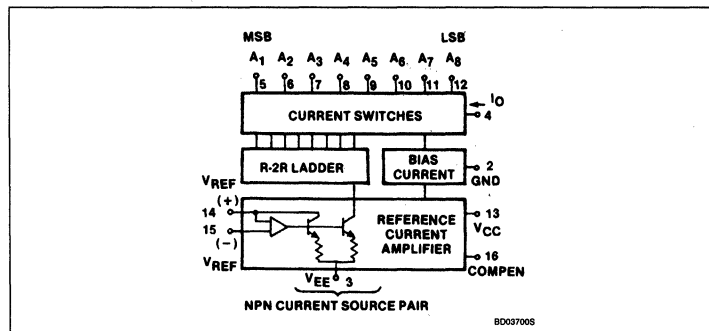 MSB LSB
A1 A2 A3 A4 A5 A6 A7 A8
5 6 7 8 9 10 11 12
IO
4
CURRENT SWITCHES
R-2R LADDER
BIAS CURRENT
2
GND
VREF
(+)
14
15
(-)
VREF
REFERENCE
CURRENT
AMPLIFIER
13
VCC
16
COMPEN
VEE 3
NPN CURRENT SOURCE PAIR
BD03700S